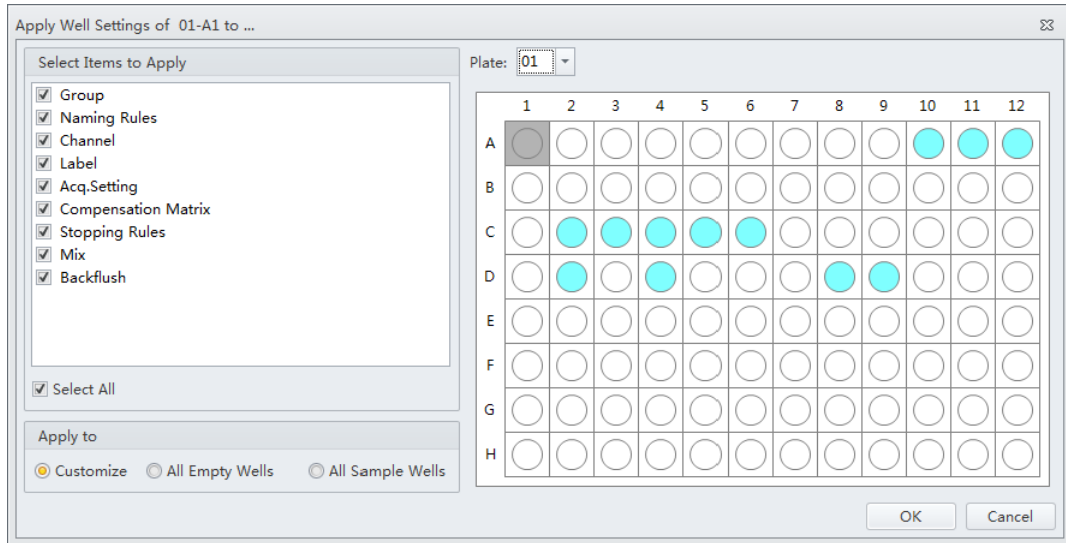 Apply Well Settings of 01-A1 to ...
Select Items to Apply
Group
Naming Rules
Channel
Label
Acq.Setting
Compensation Matrix
Stopping Rules
Mix
Backflush
Select All
Apply to
Customize All Empty Wells All Sample Wells
Plate: 01
1 2 3 4 5 6 7 8 9 10 11 12
A
B
C
D
E
F
G
H
OK Cancel